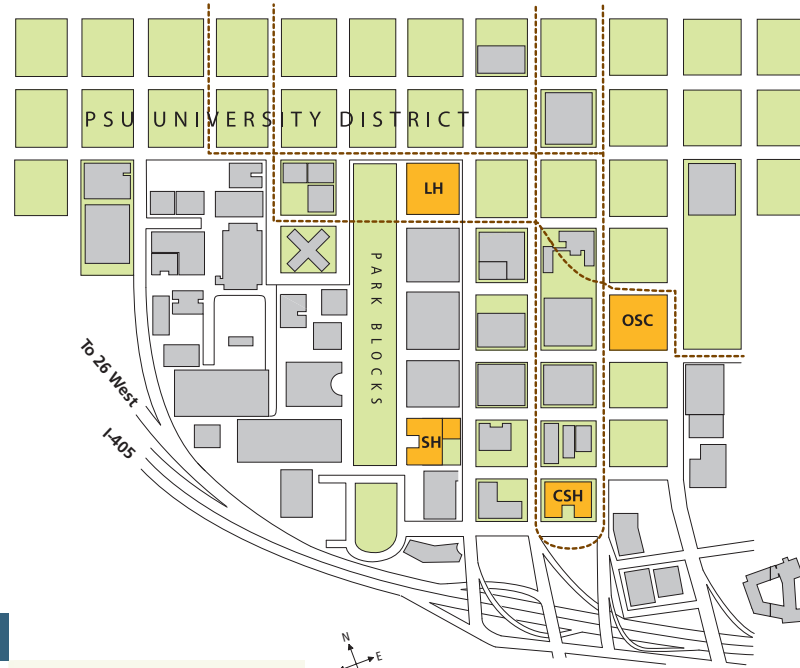 PSU UNIVERSITY DISTRICT
LH
PARK BLOCKS
OSC
To 26 West
I-405
SH
CSH
N
E